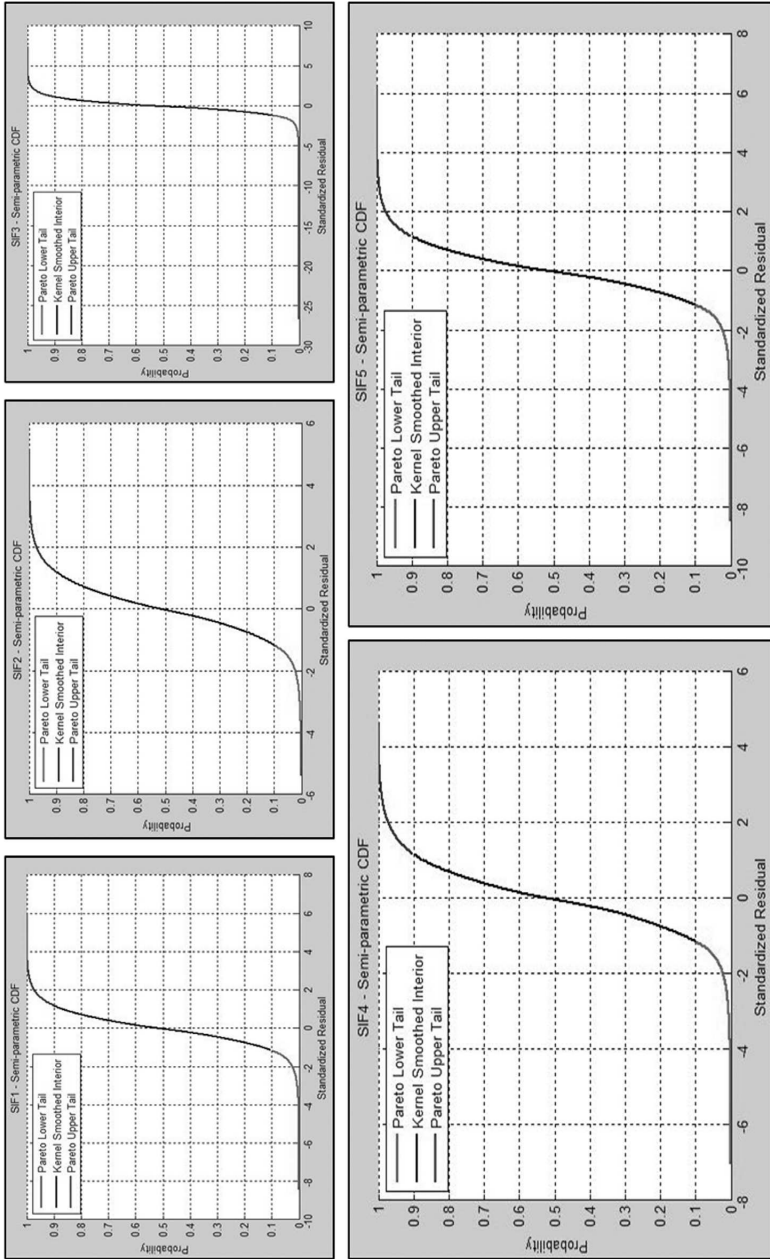 SIF1 - Semi-parametric CDF
Pareto Lower Tail
Kernel Smoothed Interior
Pareto Upper Tail
Probability
1
0.9
0.8
0.7
0.6
0.5
0.4
0.3
0.2
0.1
0
-10 -8 -6 -4 -2 0 2 4 6 8
Standardized Residual
SIF2 - Semi-parametric CDF
Pareto Lower Tail
Kernel Smoothed Interior
Pareto Upper Tail
Probability
1
0.9
0.8
0.7
0.6
0.5
0.4
0.3
0.2
0.1
0
-6 -4 -2 0 2 4 6
Standardized Residual
SIF3 - Semi-parametric CDF
Pareto Lower Tail
Kernel Smoothed Interior
Pareto Upper Tail
Probability
1
0.9
0.8
0.7
0.6
0.5
0.4
0.3
0.2
0.1
0
-30 -25 -20 -15 -10 -5 0 5 10
Standardized Residual
SIF4 - Semi-parametric CDF
Pareto Lower Tail
Kernel Smoothed Interior
Pareto Upper Tail
Probability
1
0.9
0.8
0.7
0.6
0.5
0.4
0.3
0.2
0.1
0
-8 -6 -4 -2 0 2 4 6
Standardized Residual
SIF5 - Semi-parametric CDF
Pareto Lower Tail
Kernel Smoothed Interior
Pareto Upper Tail
Probability
1
0.9
0.8
0.7
0.6
0.5
0.4
0.3
0.2
0.1
0
-10 -8 -6 -4 -2 0 2 4 6 8
Standardized Residual